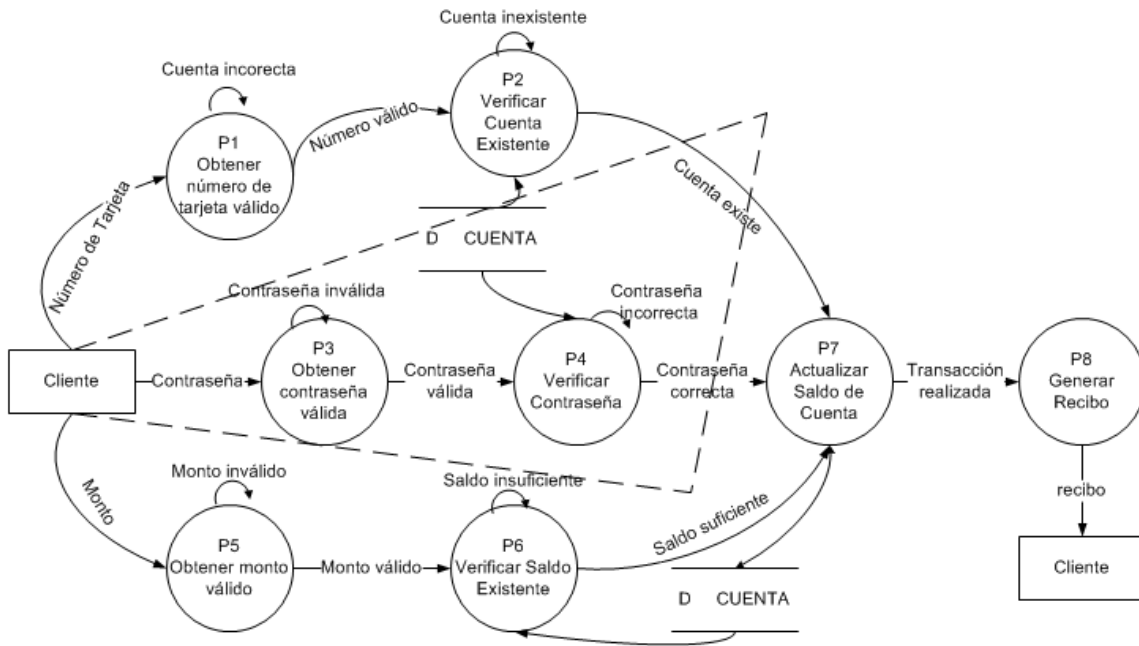 Cuenta inexistente
Cuenta incorecta
P2
Verificar
Cuenta
Existente
Número válido
P1
Obtener
número de
tarjeta válido
Número de Tarjeta
Cuenta existe
D CUENTA
Contraseña inválida
Contraseña
incorrecta
Cliente
Contraseña
P3
Obtener
contraseña
válida
Contraseña
válida
P4
Verificar
Contraseña
Contraseña
correcta
P7
Actualizar
Saldo de
Cuenta
Transacción
realizada
P8
Generar
Recibo
Monto inválido
Saldo insuficiente
Monto
P5
Obtener monto
válido
Monto válido
P6
Verificar Saldo
Existente
Saldo suficiente
D CUENTA
recibo
Cliente